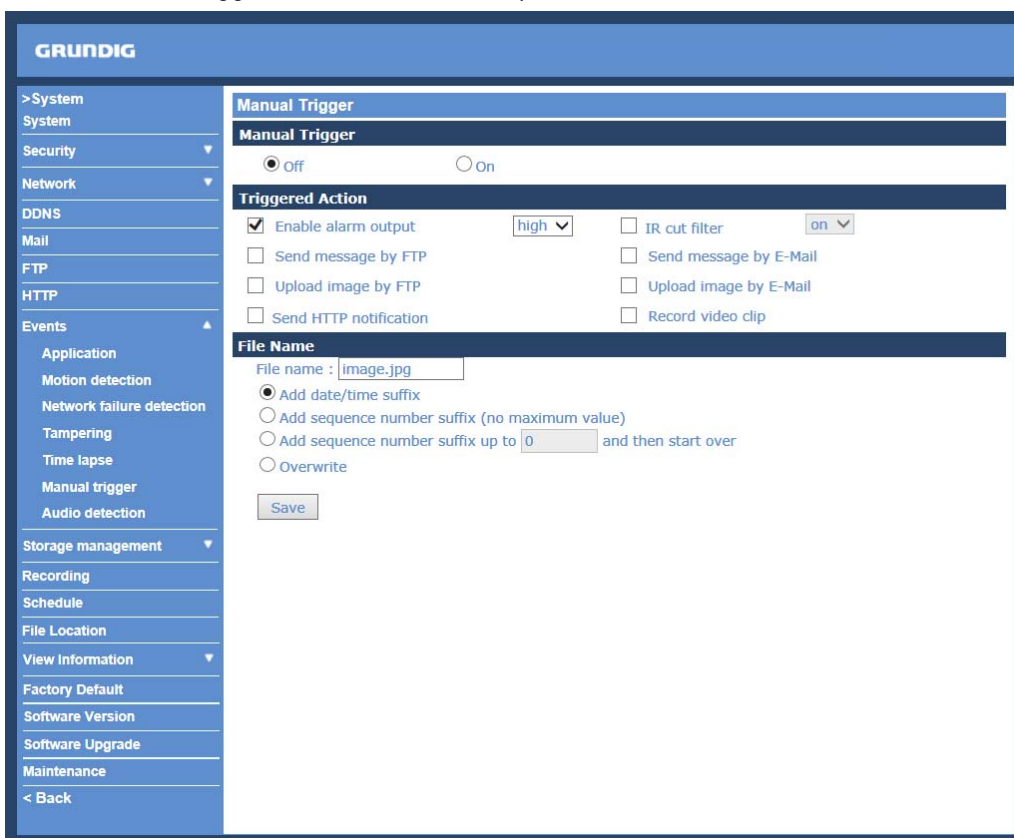 GRUNDIG
>System
System
Security
Network
DDNS
Mail
FTP
HTTP
Events
Application
Motion detection
Network failure detection
Tampering
Time lapse
Manual trigger
Audio detection
Storage management
Recording
Schedule
File Location
View Information
Factory Default
Software Version
Software Upgrade
Maintenance
< Back
Manual Trigger
Manual Trigger
Off On
Triggered Action
Enable alarm output high IR cut filter on
Send message by FTP Send message by E-Mail
Upload image by FTP Upload image by E-Mail
Send HTTP notification Record video clip
File Name
File name : image.jpg
Add date/time suffix
Add sequence number suffix (no maximum value)
Add sequence number suffix up to 0 and then start over
Overwrite
Save